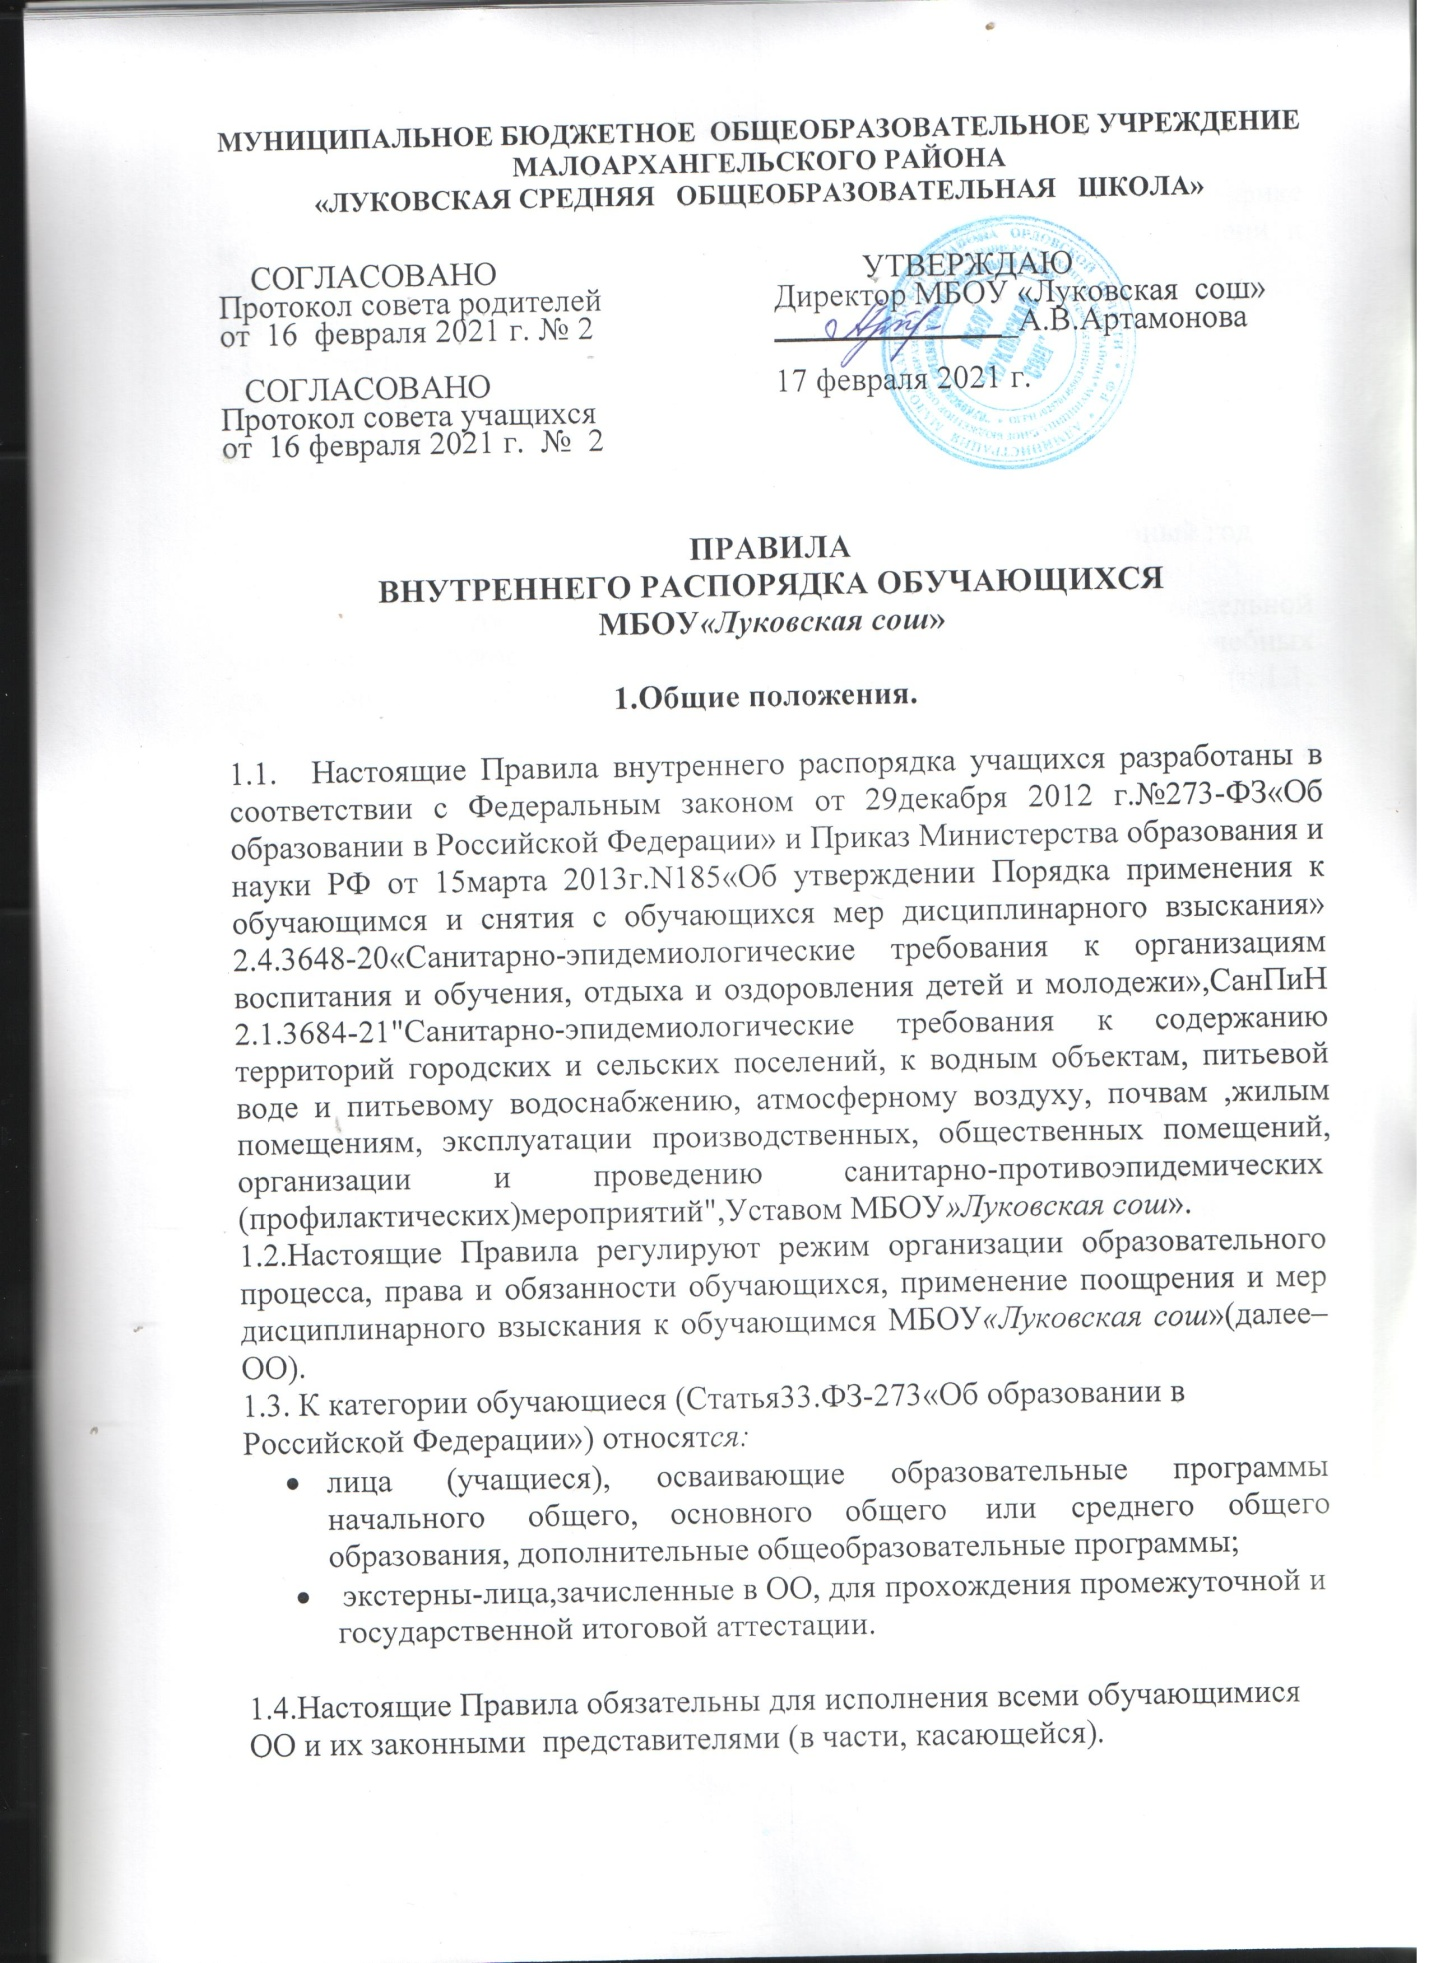 МУНИЦИПАЛЬНОЕ БЮДЖЕТНОЕ ОБЩЕОБРАЗОВАТЕЛЬНОЕ УЧРЕЖДЕНИЕ
МАЛОАРХАНГЕЛЬСКОГО РАЙОНА
«ЛУКОВСКАЯ СРЕДНЯЯ ОБЩЕОБРАЗОВАТЕЛЬНАЯ ШКОЛА»
СОГЛАСОВАНО
Протокол совета родителей
от 16 февраля 2021 г. № 2
СОГЛАСОВАНО
Протокол совета учащихся
от 16 февраля 2021 г. № 2
УТВЕРЖДАЮ
Директор МБОУ «Луковская сош»
А.В.Артамонова
17 февраля 2021 г.
ПРАВИЛА
ВНУТРЕННЕГО РАСПОРЯДКА ОБУЧАЮЩИХСЯ
МБОУ«Луковская сош»
1.Общие положения.
1.1. Настоящие Правила внутреннего распорядка учащихся разработаны в
соответствии с Федеральным законом от 29декабря 2012 г.№273-ФЗ«Об
образовании в Российской Федерации» и Приказ Министерства образования и
науки РФ от 15марта 2013г.N185«Об утверждении Порядка применения к
обучающимся и снятия с обучающихся мер дисциплинарного взыскания»
2.4.3648-20«Санитарно-эпидемиологические требования к организациям
воспитания и обучения, отдыха и оздоровления детей и молодежи»,СанПиН
2.1.3684-21"Санитарно-эпидемиологические требования к содержанию
территорий городских и сельских поселений, к водным объектам, питьевой
воде и питьевому водоснабжению, атмосферному воздуху, почвам ,жилым
помещениям, эксплуатации производственных, общественных помещений,
организации и проведению санитарно-противоэпидемических
(профилактических)мероприятий",Уставом МБОУ»Луковская сош».
1.2.Настоящие Правила регулируют режим организации образовательного
процесса, права и обязанности обучающихся, применение поощрения и мер
дисциплинарного взыскания к обучающимся МБОУ«Луковская сош»(далее–
ОО).
1.3. К категории обучающиеся (Статья33.ФЗ-273«Об образовании в
Российской Федерации») относятся:
• лица (учащиеся), осваивающие образовательные программы
начального общего, основного общего или среднего общего
образования, дополнительные общеобразовательные программы;
• экстерны-лица,зачисленные в ОО, для прохождения промежуточной и
государственной итоговой аттестации.
1.4.Настоящие Правила обязательны для исполнения всеми обучающимися
ОО и их законными представителями (в части, касающейся).